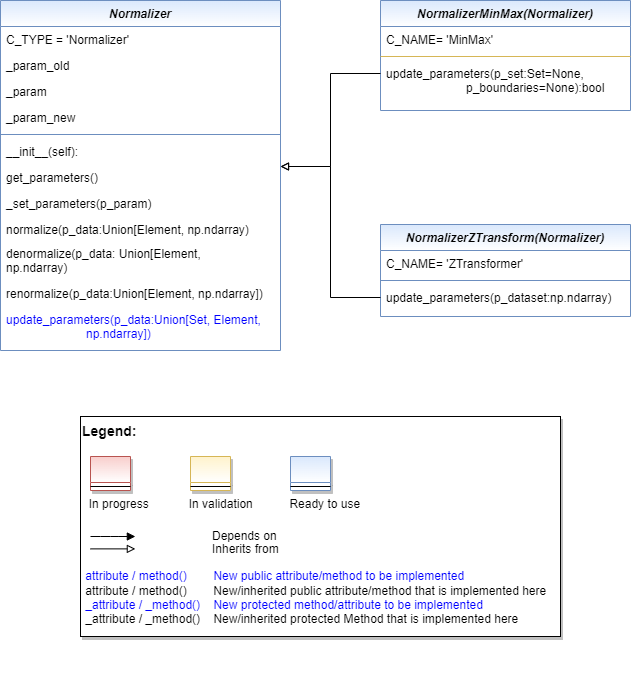 Normalizer
C_TYPE = 'Normalizer'
_param_old
_param
_param_new
__init__(self):
get_parameters()
_set_parameters(p_param)
normalize(p_data:Union[Element, np.ndarray)
denormalize(p_data: Union[Element,
np.ndarray)
renormalize(p_data:Union[Element, np.ndarray])
update_parameters(p_data:Union[Set, Element,
np.ndarray])
NormalizerMinMax(Normalizer)
C_NAME= 'MinMax'
update_parameters(p_set:Set=None,
p_boundaries=None):bool
NormalizerZTransform(Normalizer)
C_NAME= 'ZTransformer'
update_parameters(p_dataset:np.ndarray)
Legend:
In progress In validation Ready to use
Depends on
Inherits from
attribute / method() New public attribute/method to be implemented
attribute / method() New/inherited public attribute/method that is implemented here
_attribute / _method() New protected method/attribute to be implemented
_attribute / _method() New/inherited protected Method that is implemented here